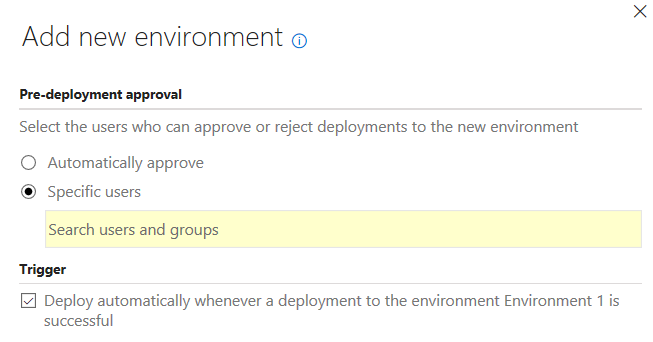 Add new environment
Pre-deployment approval
Select the users who can approve or reject deployments to the new environment
Automatically approve
Specific users
Search users and groups
Trigger
Deploy automatically whenever a deployment to the environment Environment 1 is
successful